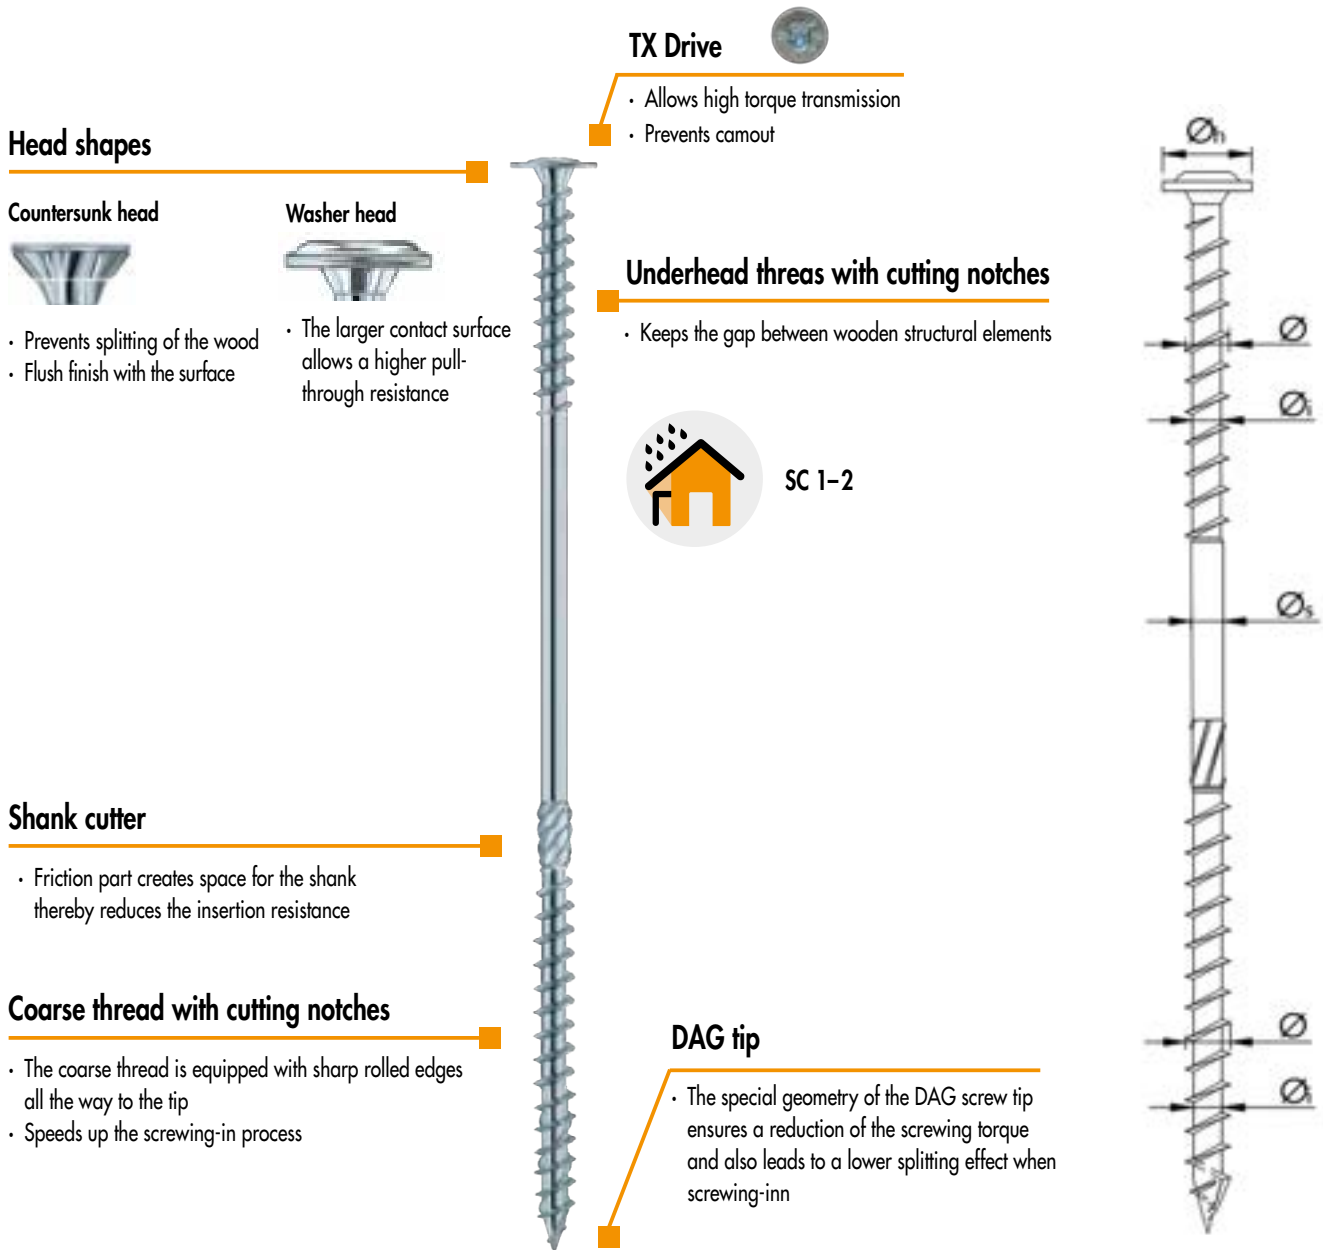 TX Drive
· Allows high torque transmission
· Prevents camout
Head shapes
Countersunk head
· Prevents splitting of the wood
· Flush finish with the surface
Washer head
· The larger contact surface
allows a higher pull-
through resistance
Underhead threas with cutting notches
· Keeps the gap between wooden structural elements
SC 1–2
Shank cutter
· Friction part creates space for the shank
thereby reduces the insertion resistance
Coarse thread with cutting notches
· The coarse thread is equipped with sharp rolled edges
all the way to the tip
· Speeds up the screwing-in process
DAG tip
· The special geometry of the DAG screw tip
ensures a reduction of the screwing torque
and also leads to a lower splitting effect when
screwing-inn
Øh
Ø
Øi
Øs
Ø
Øi